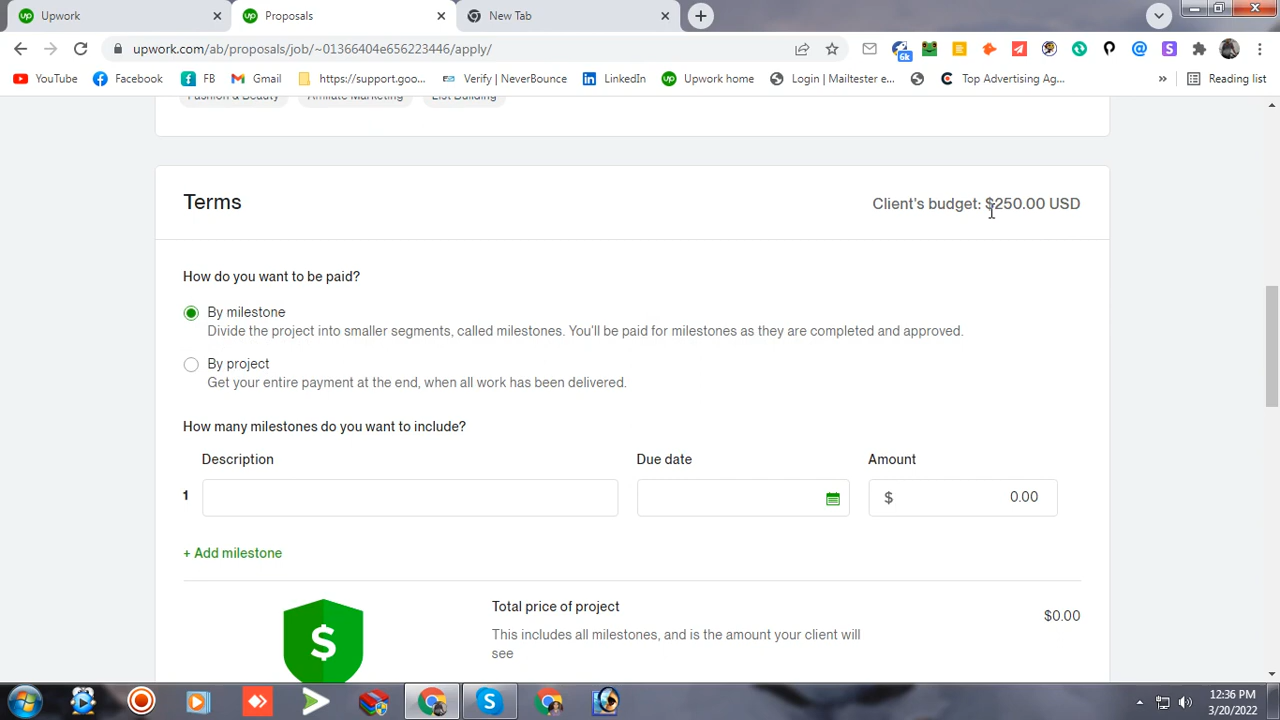 Upwork
Proposals
New Tab
upwork.com/ab/proposals/job/~01366404e656223446/apply/
6k
YouTube
Facebook
FB
Gmail
https://support.goo...
Verify | NeverBounce
LinkedIn
Upwork home
Login | Mailtester e...
Top Advertising Ag...
»
Reading list
Fashion & Beauty
Affiliate Marketing
List Building
Terms
Client's budget: $250.00 USD
How do you want to be paid?
By milestone
Divide the project into smaller segments, called milestones. You'll be paid for milestones as they are completed and approved.
By project
Get your entire payment at the end, when all work has been delivered.
How many milestones do you want to include?
Description
Due date
Amount
1
$
0.00
+ Add milestone
Total price of project
$0.00
This includes all milestones, and is the amount your client will
see
12:36 PM
3/20/2022